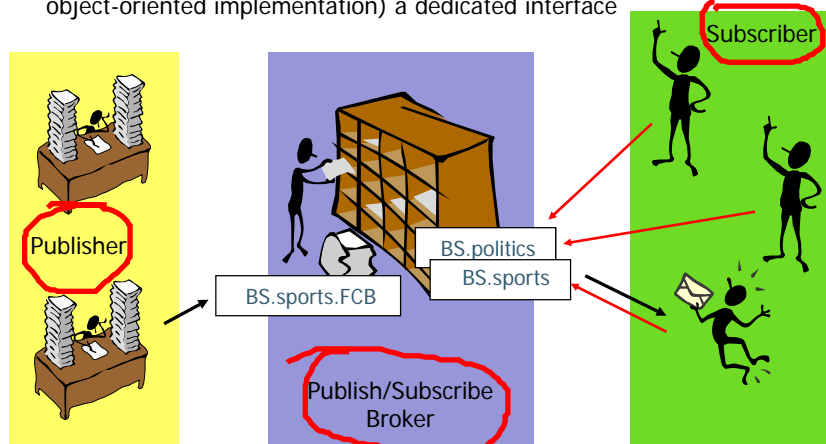 object-oriented implementation) a dedicated interface
Subscriber
Publisher
BS.politics
BS.sports
BS.sports.FCB
Publish/Subscribe
Broker